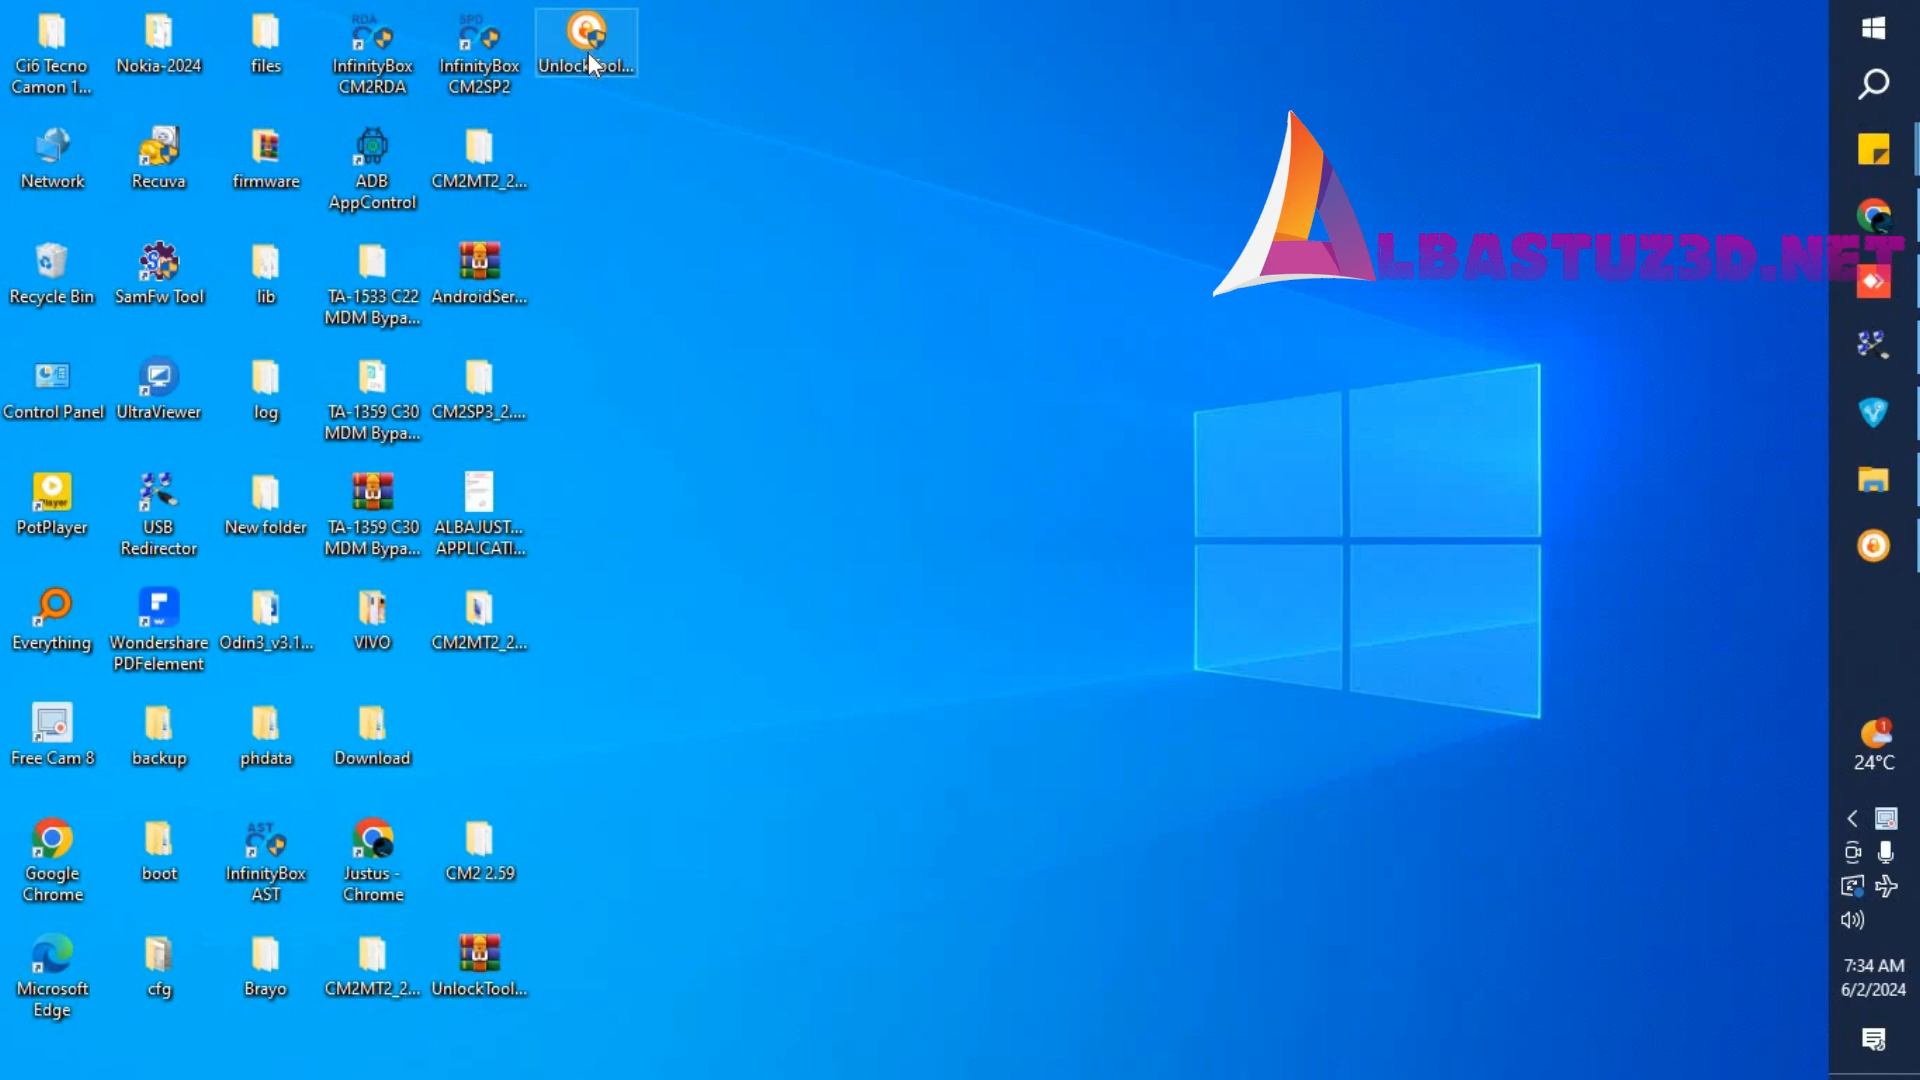 Ci6 Tecno
Camon 1...
Nokia-2024
files
RDA
InfinityBox
CM2RDA
SPD
InfinityBox
CM2SP2
UnlockTool...
Network
Recuva
firmware
ADB
AppControl
CM2MT2_2...
Recycle Bin
SamFw Tool
lib
TA-1533 C22
MDM Bypa...
AndroidSer...
ALBASTUZ3D.NET
Control Panel
UltraViewer
log
TA-1359 C30
MDM Bypa...
CM2SP3_2....
Player
PotPlayer
USB
Redirector
New folder
TA-1359 C30
MDM Bypa...
ALBAJUST...
APPLICATI...
Everything
Wondershare
PDFelement
Odin3_v3.1...
VIVO
CM2MT2_2...
Free Cam 8
backup
phdata
Download
1
24°C
Google
Chrome
boot
AST
InfinityBox
AST
Justus -
Chrome
CM2 2.59
Microsoft
Edge
cfg
Brayo
CM2MT2_2...
UnlockTool...
7:34 AM
6/2/2024